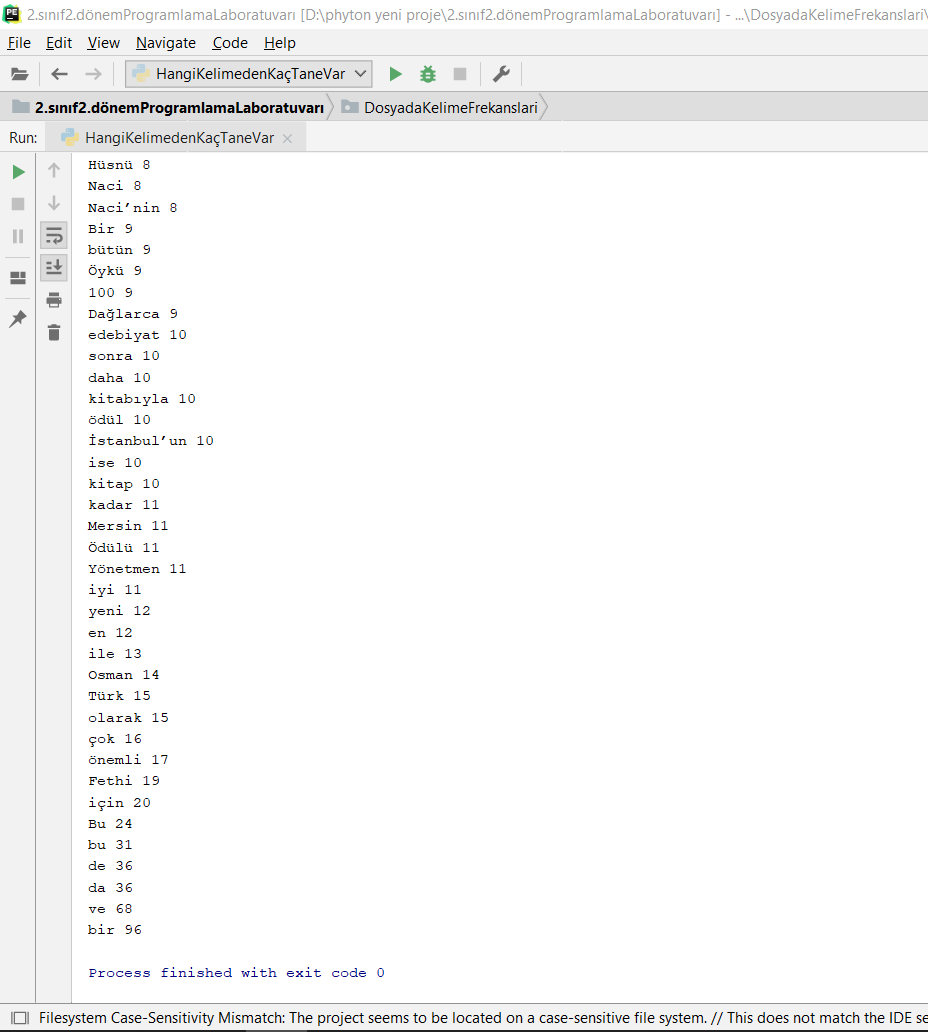 PE 2.sınıf2.dönemProgramlamaLaboratuvarı [D:\phyton yeni proje\2.sınıf2.dönemProgramlamaLaboratuvarı] - ...\DosyadaKelimeFrekanslari\
File Edit View Navigate Code Help
HangiKelimedenKaçTaneVar
2.sınıf2.dönemProgramlamaLaboratuvarı DosyadaKelimeFrekanslari
Run: HangiKelimedenKaçTaneVar
Hüsnü 8
Naci 8
Naci’nin 8
Bir 9
bütün 9
Öykü 9
100 9
Dağlarca 9
edebiyat 10
sonra 10
daha 10
kitabıyla 10
ödül 10
İstanbul’un 10
ise 10
kitap 10
kadar 11
Mersin 11
Ödülü 11
Yönetmen 11
iyi 11
yeni 12
en 12
ile 13
Osman 14
Türk 15
olarak 15
çok 16
önemli 17
Fethi 19
için 20
Bu 24
bu 31
de 36
da 36
ve 68
bir 96
Process finished with exit code 0
Filesystem Case-Sensitivity Mismatch: The project seems to be located on a case-sensitive file system. // This does not match the IDE se